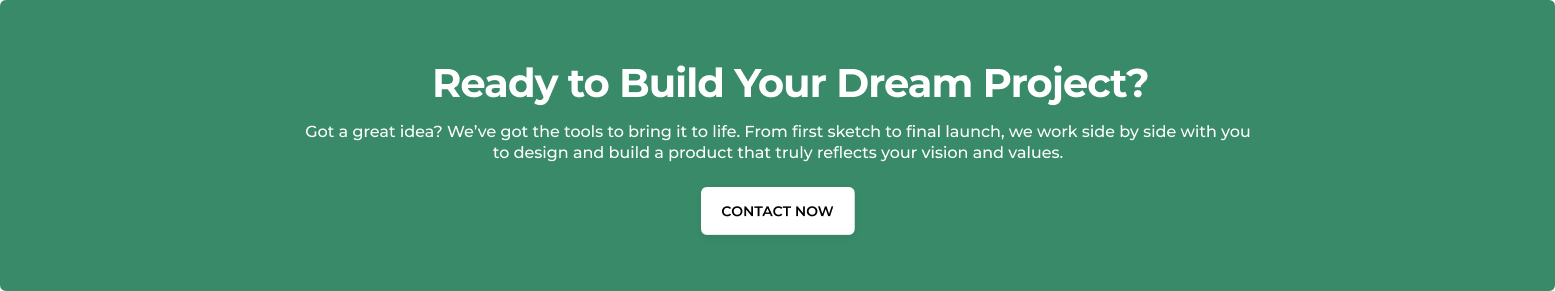 Ready to Build Your Dream Project?
Got a great idea? We’ve got the tools to bring it to life. From first sketch to final launch, we work side by side with you
to design and build a product that truly reflects your vision and values.
CONTACT NOW